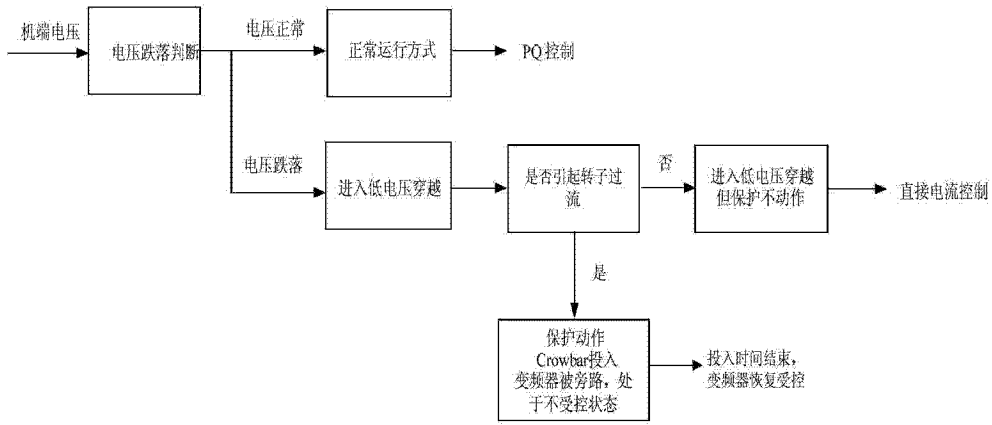 机端电压
电压跌落判断
电压正常
正常运行方式
PQ控制
电压跌落
进入低电压穿越
是否引起转子过
流
否
进入低电压穿越
但保护不动作
直接电流控制
是
保护动作
Crowbar投入
变频器被旁路，处
于不受控状态
投入时间结束，
变频器恢复受控